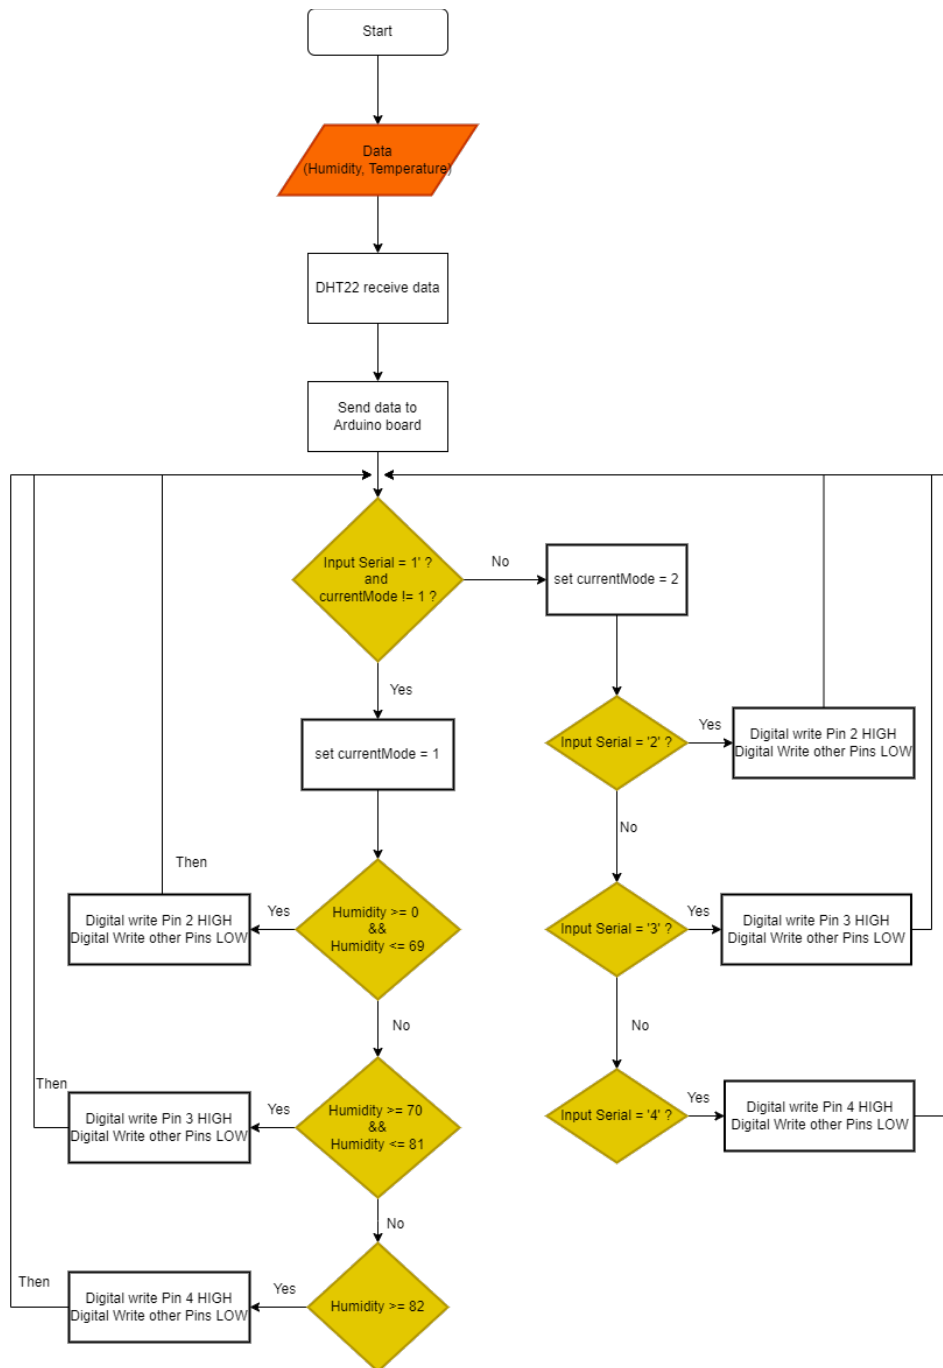 Start
Data
(Humidity, Temperature)
DHT22 receive data
Send data to
Arduino board
Input Serial = 1' ?
and
currentMode != 1 ?
No
set currentMode = 2
Yes
set currentMode = 1
Input Serial = '2' ?
Yes
Digital write Pin 2 HIGH
Digital Write other Pins LOW
No
Then
Digital write Pin 2 HIGH
Digital Write other Pins LOW
Yes
Humidity >= 0
&&
Humidity <= 69
Input Serial = '3' ?
Yes
Digital write Pin 3 HIGH
Digital Write other Pins LOW
No
No
Then
Digital write Pin 3 HIGH
Digital Write other Pins LOW
Yes
Humidity >= 70
&&
Humidity <= 81
Input Serial = '4' ?
Yes
Digital write Pin 4 HIGH
Digital Write other Pins LOW
No
Then
Digital write Pin 4 HIGH
Digital Write other Pins LOW
Yes
Humidity >= 82